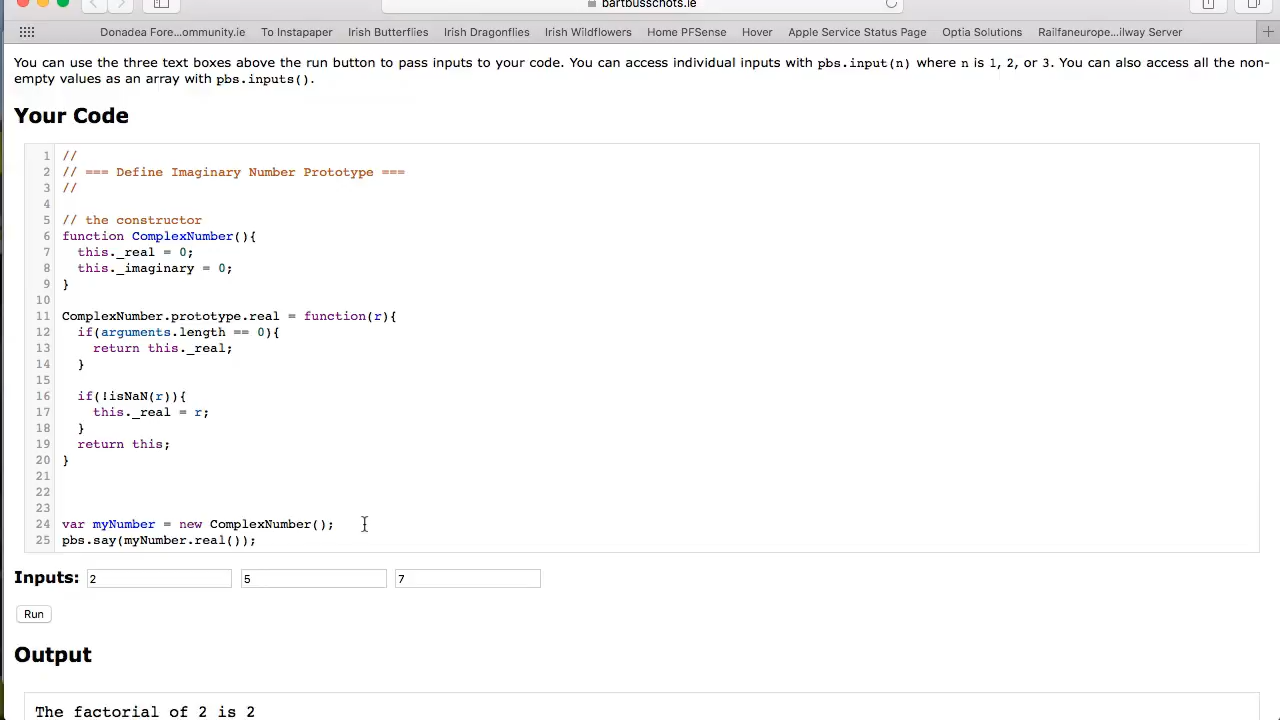 bartbusschots.ie
Donadea Fore...ommunity.ie To Instapaper Irish Butterflies Irish Dragonflies Irish Wildflowers Home PFSense Hover Apple Service Status Page Optia Solutions Railfaneurope...ilway Server
You can use the three text boxes above the run button to pass inputs to your code. You can access individual inputs with pbs.input(n) where n is 1, 2, or 3. You can also access all the non-
empty values as an array with pbs.inputs().
Your Code
1 //
2 // === Define Imaginary Number Prototype ===
3 //
4
5 // the constructor
6 function ComplexNumber(){
7 this._real = 0;
8 this._imaginary = 0;
9 }
10
11 ComplexNumber.prototype.real = function(r){
12 if(arguments.length == 0){
13 return this._real;
14 }
15
16 if(!isNaN(r)){
17 this._real = r;
18 }
19 return this;
20 }
21
22
23
24 var myNumber = new ComplexNumber();
25 pbs.say(myNumber.real());
Inputs: 2 5 7
Run
Output
The factorial of 2 is 2